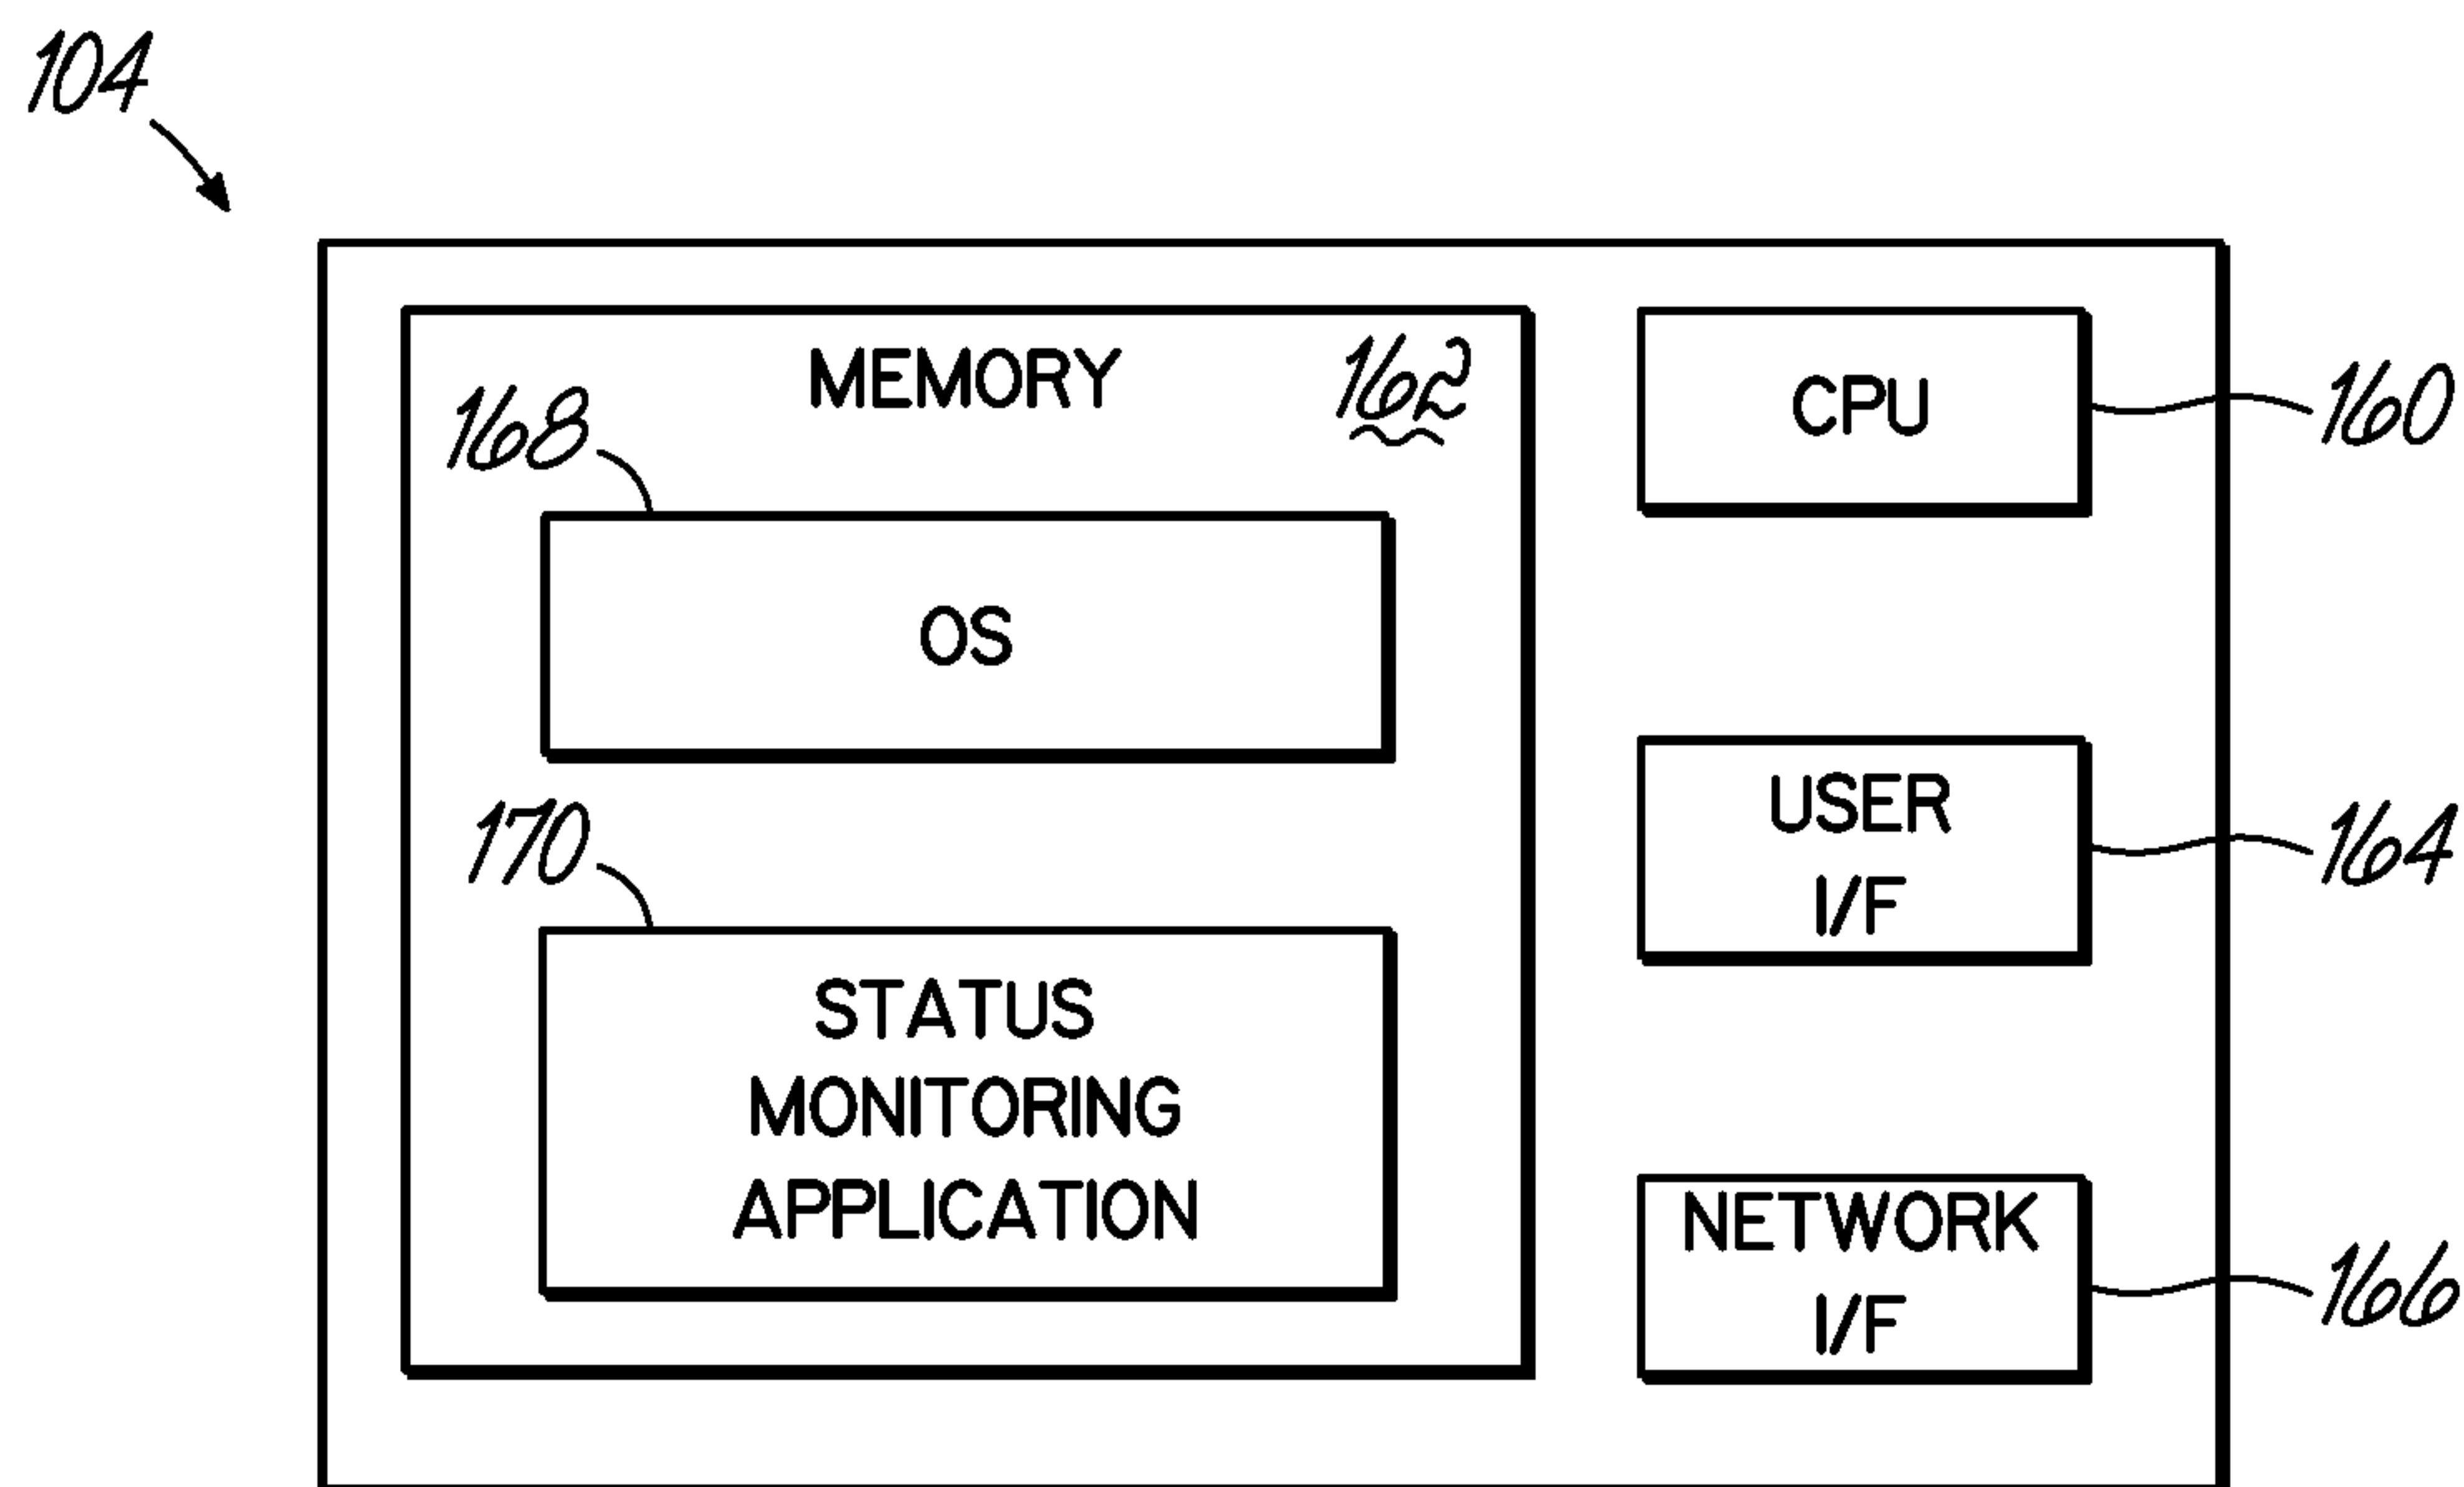 104
MEMORY
162
168
OS
170
STATUS
MONITORING
APPLICATION
CPU
160
USER
I/F
164
NETWORK
I/F
166